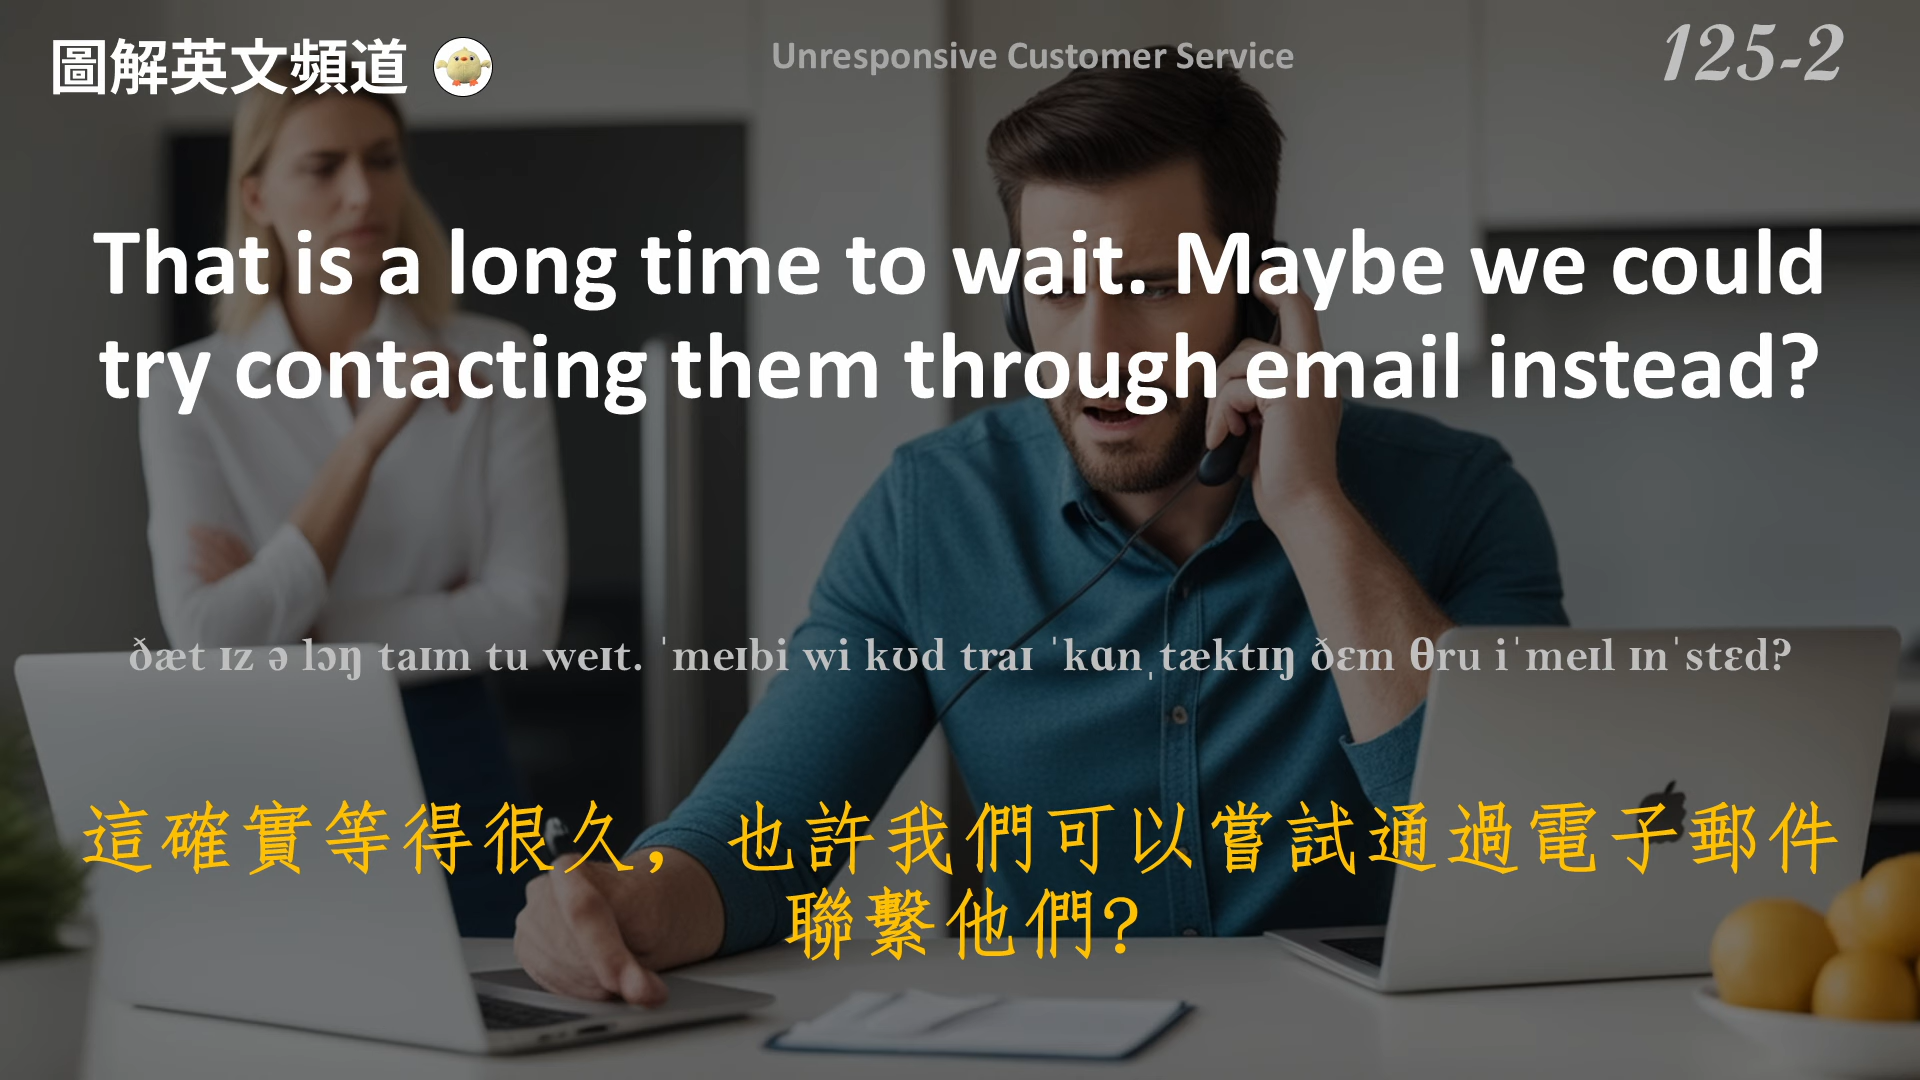 圖解英文頻道
Unresponsive Customer Service
125-2
That is a long time to wait. Maybe we could
try contacting them through email instead?
ðæt ɪz ə lɔŋ taɪm tu weɪt. ˈmeɪbi wi kʊd traɪ ˈkɑnˌtæktɪŋ ðɛm θru iˈmeɪl ɪnˈstɛd?
這確實等得很久，也許我們可以嘗試通過電子郵件
聯繫他們?